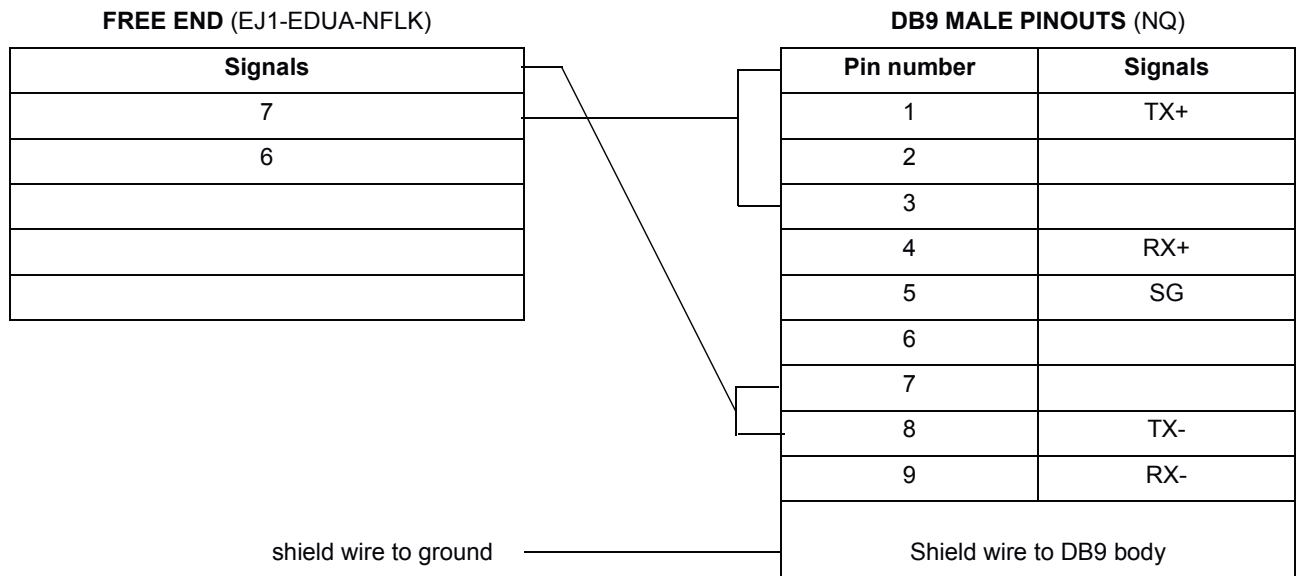 FREE END (EJ1-EDUA-NFLK)
DB9 MALE PINOUTS (NQ)
Signals
7
6
Pin number Signals
1 TX+
2
3
4 RX+
5 SG
6
7
8 TX-
9 RX-
shield wire to ground
Shield wire to DB9 body